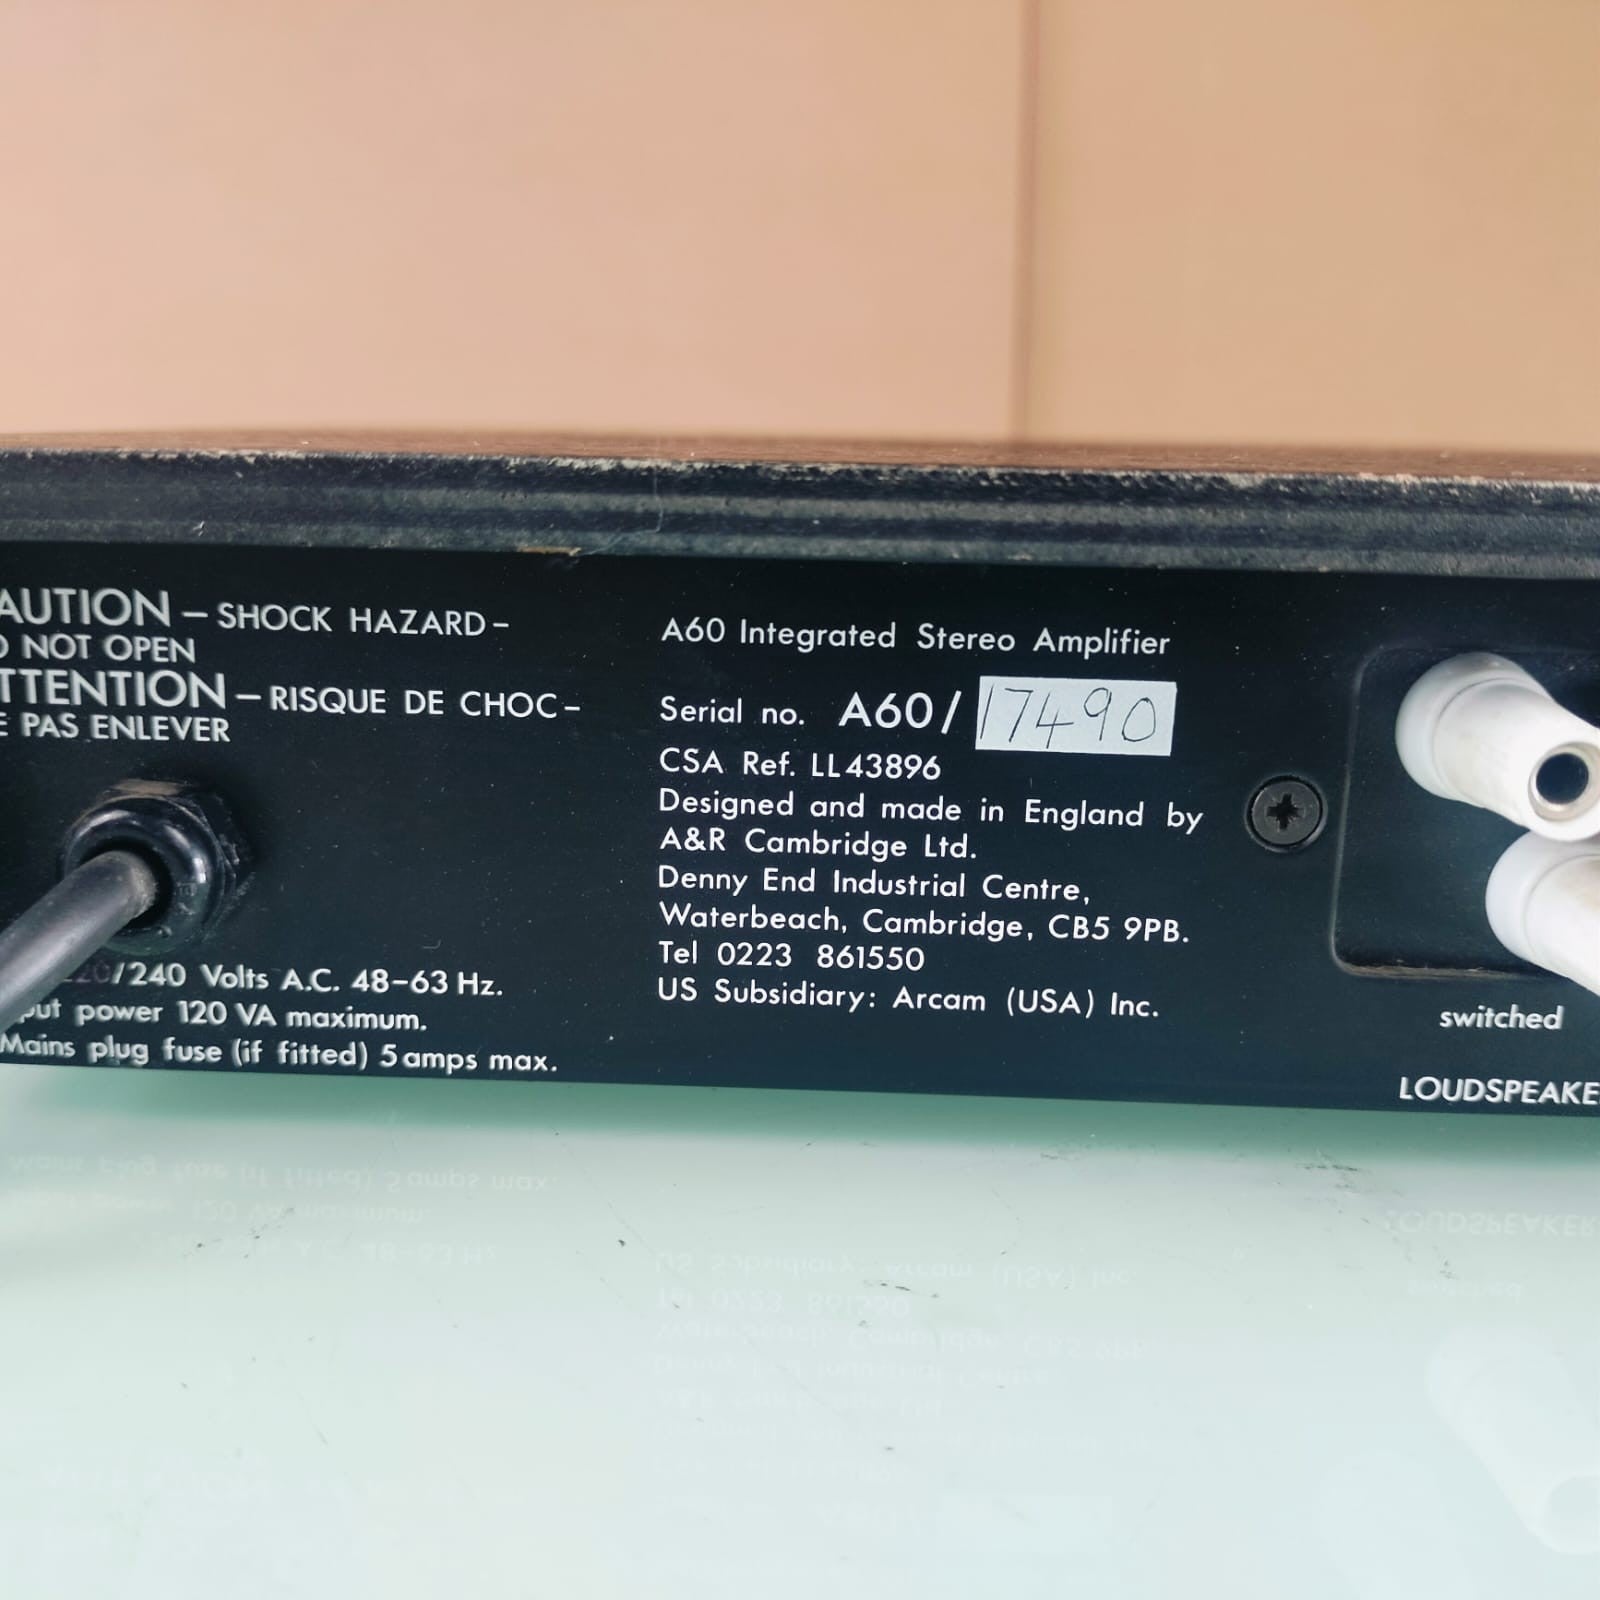 AUTION – SHOCK HAZARD –
NOT OPEN
TTENTION – RISQUE DE CHOC –
PAS ENLEVER
220/240 Volts A.C. 48–63 Hz.
put power 120 VA maximum.
Mains plug fuse (if fitted) 5 amps max.
A60 Integrated Stereo Amplifier
Serial no. A60/17490
CSA Ref. LL43896
Designed and made in England by
A&R Cambridge Ltd.
Denny End Industrial Centre,
Waterbeach, Cambridge, CB5 9PB.
Tel 0223 861550
US Subsidiary: Arcam (USA) Inc.
switched
LOUDSPEAKE